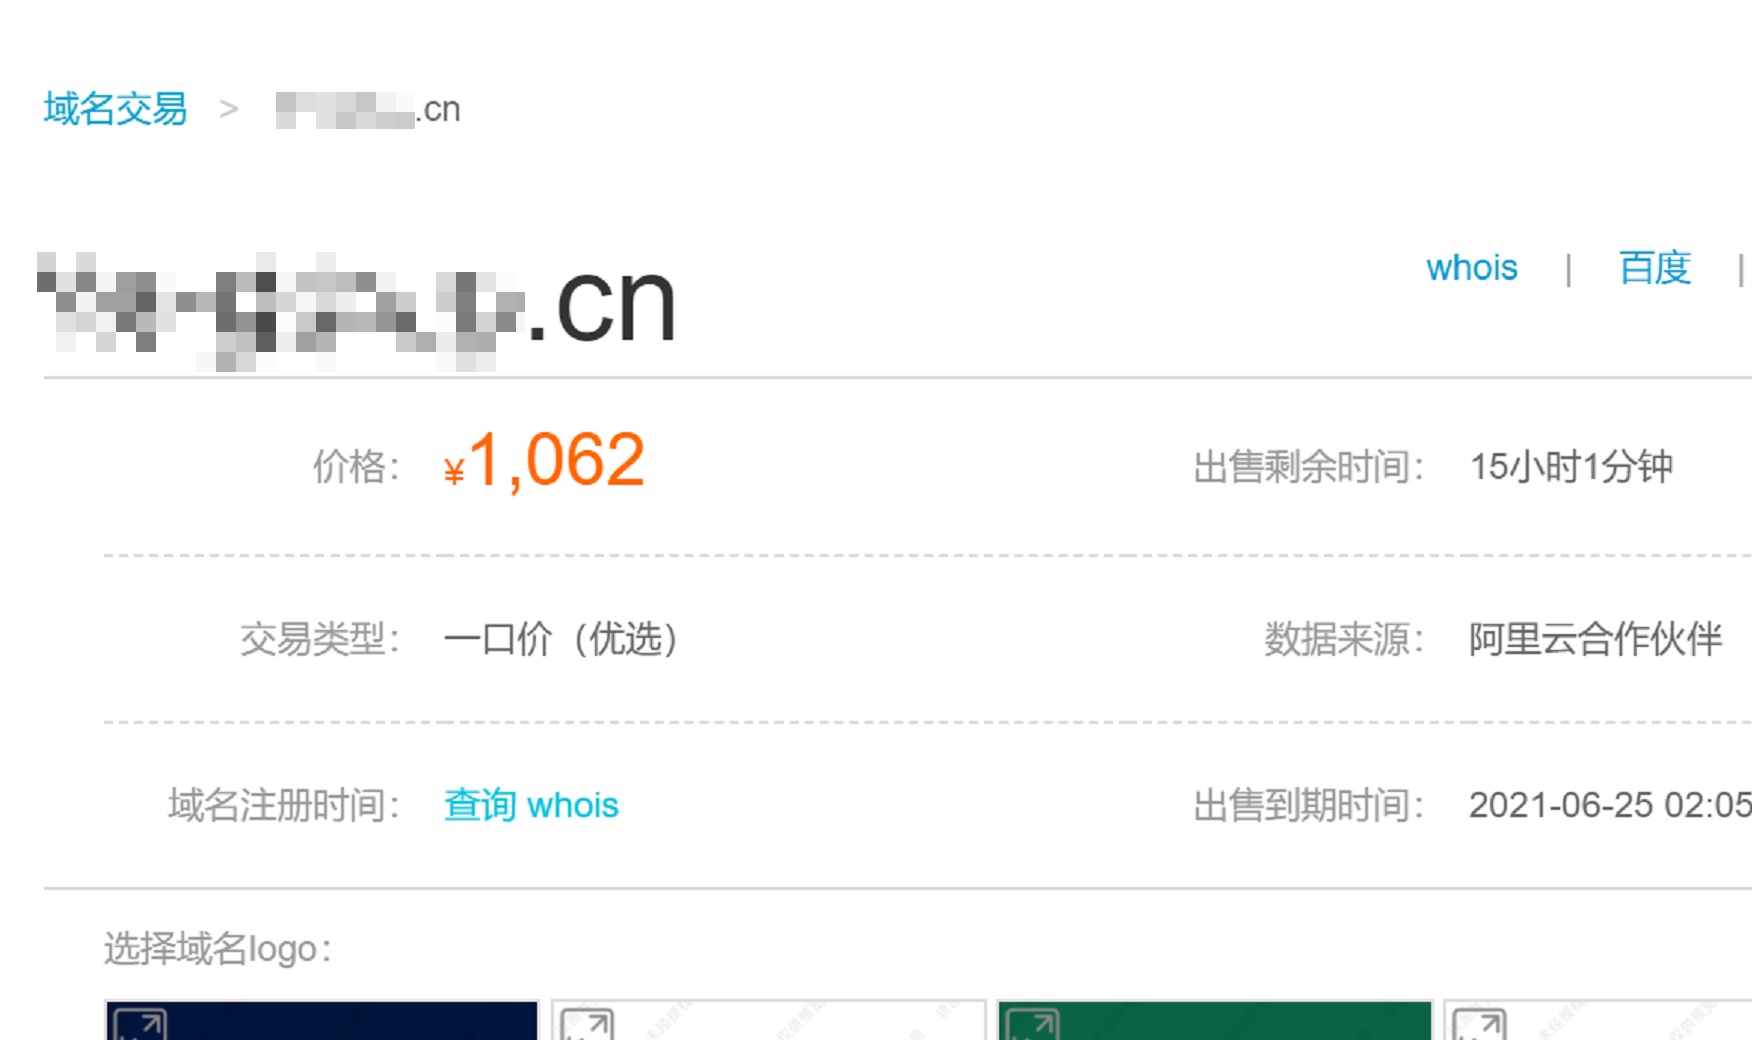 域名交易 > .cn
.cn
whois | 百度 |
价格： ¥1,062 出售剩余时间： 15小时1分钟
交易类型： 一口价（优选） 数据来源： 阿里云合作伙伴
域名注册时间： 查询 whois 出售到期时间： 2021-06-25 02:05
选择域名logo：